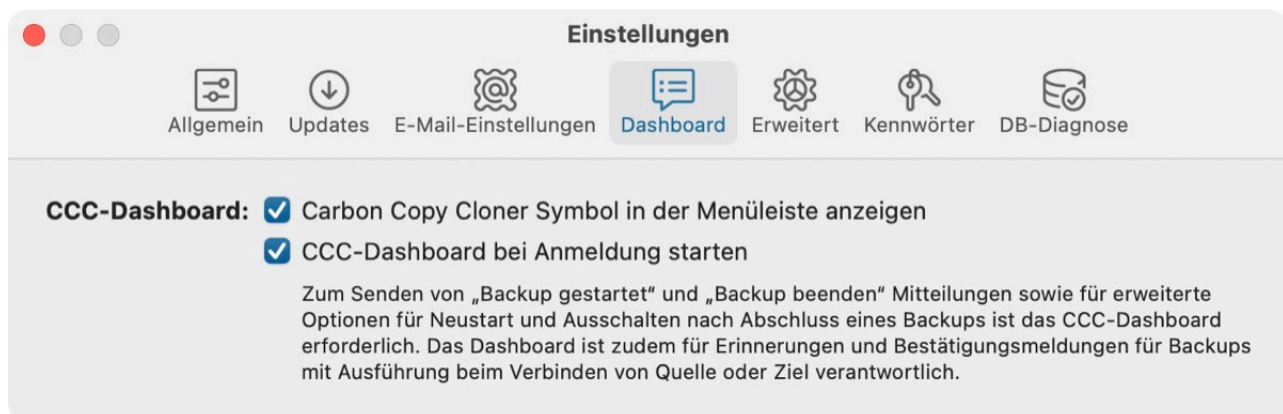 Einstellungen
Allgemein Updates E-Mail-Einstellungen Dashboard Erweitert Kennwörter DB-Diagnose
CCC-Dashboard: Carbon Copy Cloner Symbol in der Menüleiste anzeigen
CCC-Dashboard bei Anmeldung starten
Zum Senden von „Backup gestartet“ und „Backup beenden“ Mitteilungen sowie für erweiterte
Optionen für Neustart und Ausschalten nach Abschluss eines Backups ist das CCC-Dashboard
erforderlich. Das Dashboard ist zudem für Erinnerungen und Bestätigungsmeldungen für Backups
mit Ausführung beim Verbinden von Quelle oder Ziel verantwortlich.